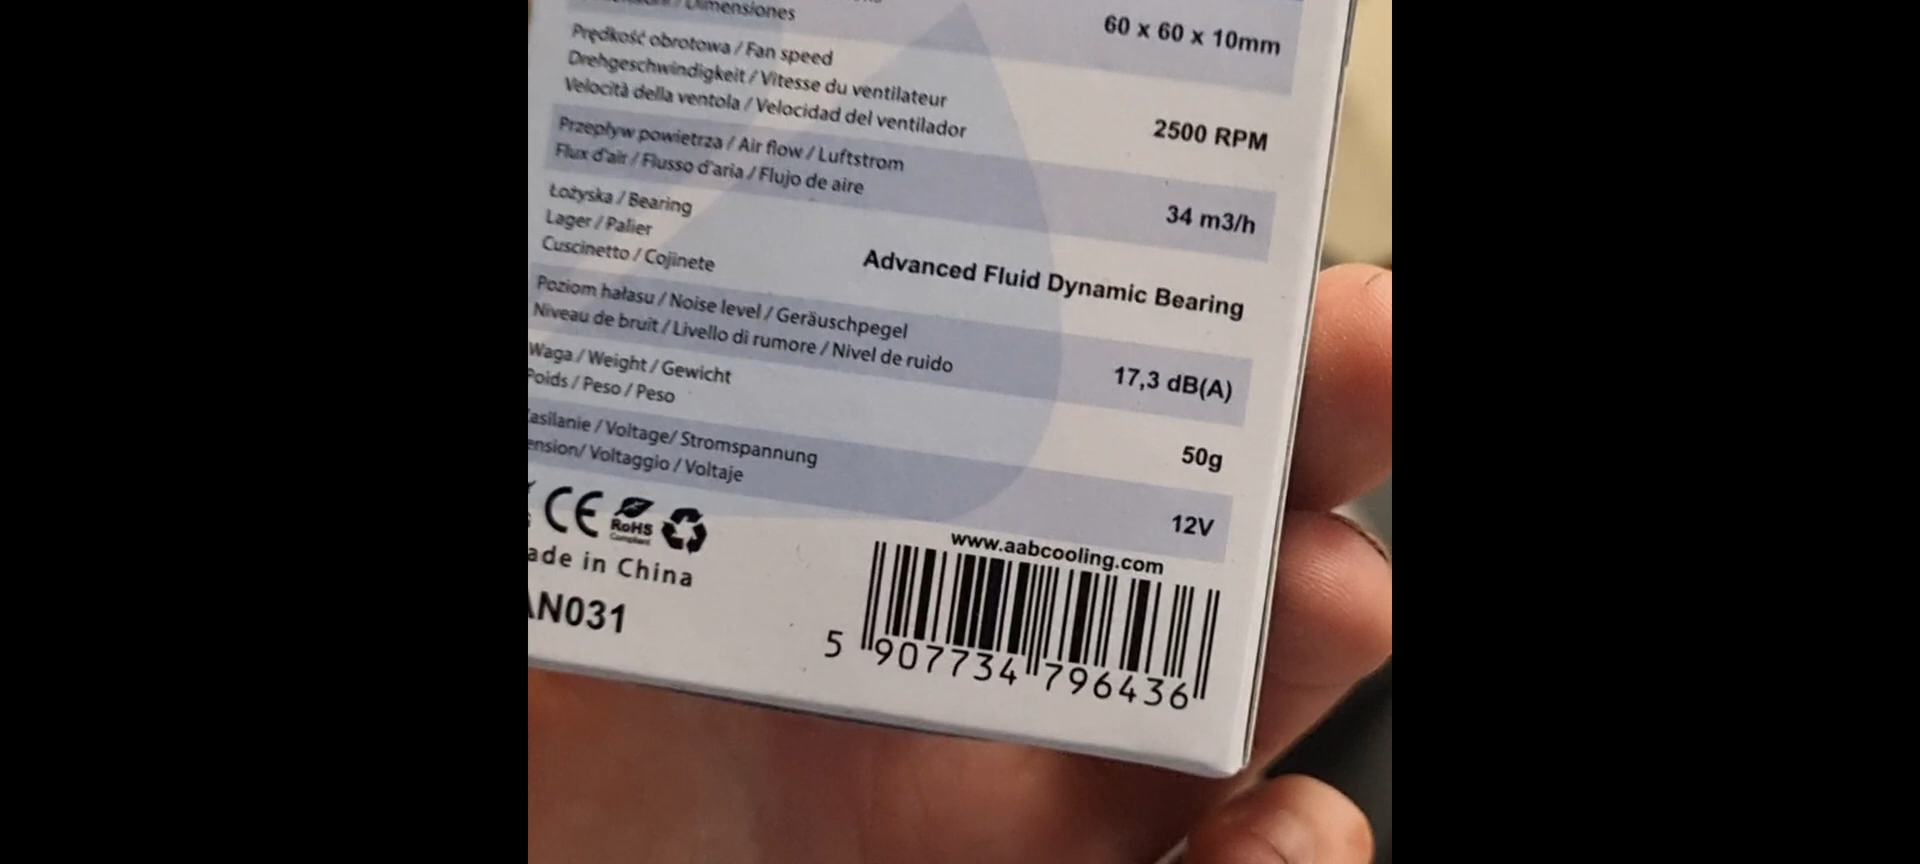 Dimensiones
60 x 60 x 10mm
Prędkość obrotowa / Fan speed
Drehgeschwindigkeit / Vitesse du ventilateur
Velocità della ventola / Velocidad del ventilador
2500 RPM
Przepływ powietrza / Air flow / Luftstrom
Flux d'air / Flusso d'aria / Flujo de aire
34 m3/h
Łożyska / Bearing
Lager / Palier
Cuscinetto / Cojinete
Advanced Fluid Dynamic Bearing
Poziom hałasu / Noise level / Geräuschpegel
Niveau de bruit / Livello di rumore / Nivel de ruido
17,3 dB(A)
Waga / Weight / Gewicht
Poids / Peso / Peso
50g
asilanie / Voltage/ Stromspannung
ension/ Voltaggio / Voltaje
12V
CE RoHS
Compliant
ade in China
AN031
www.aabcooling.com
5 907734 796436